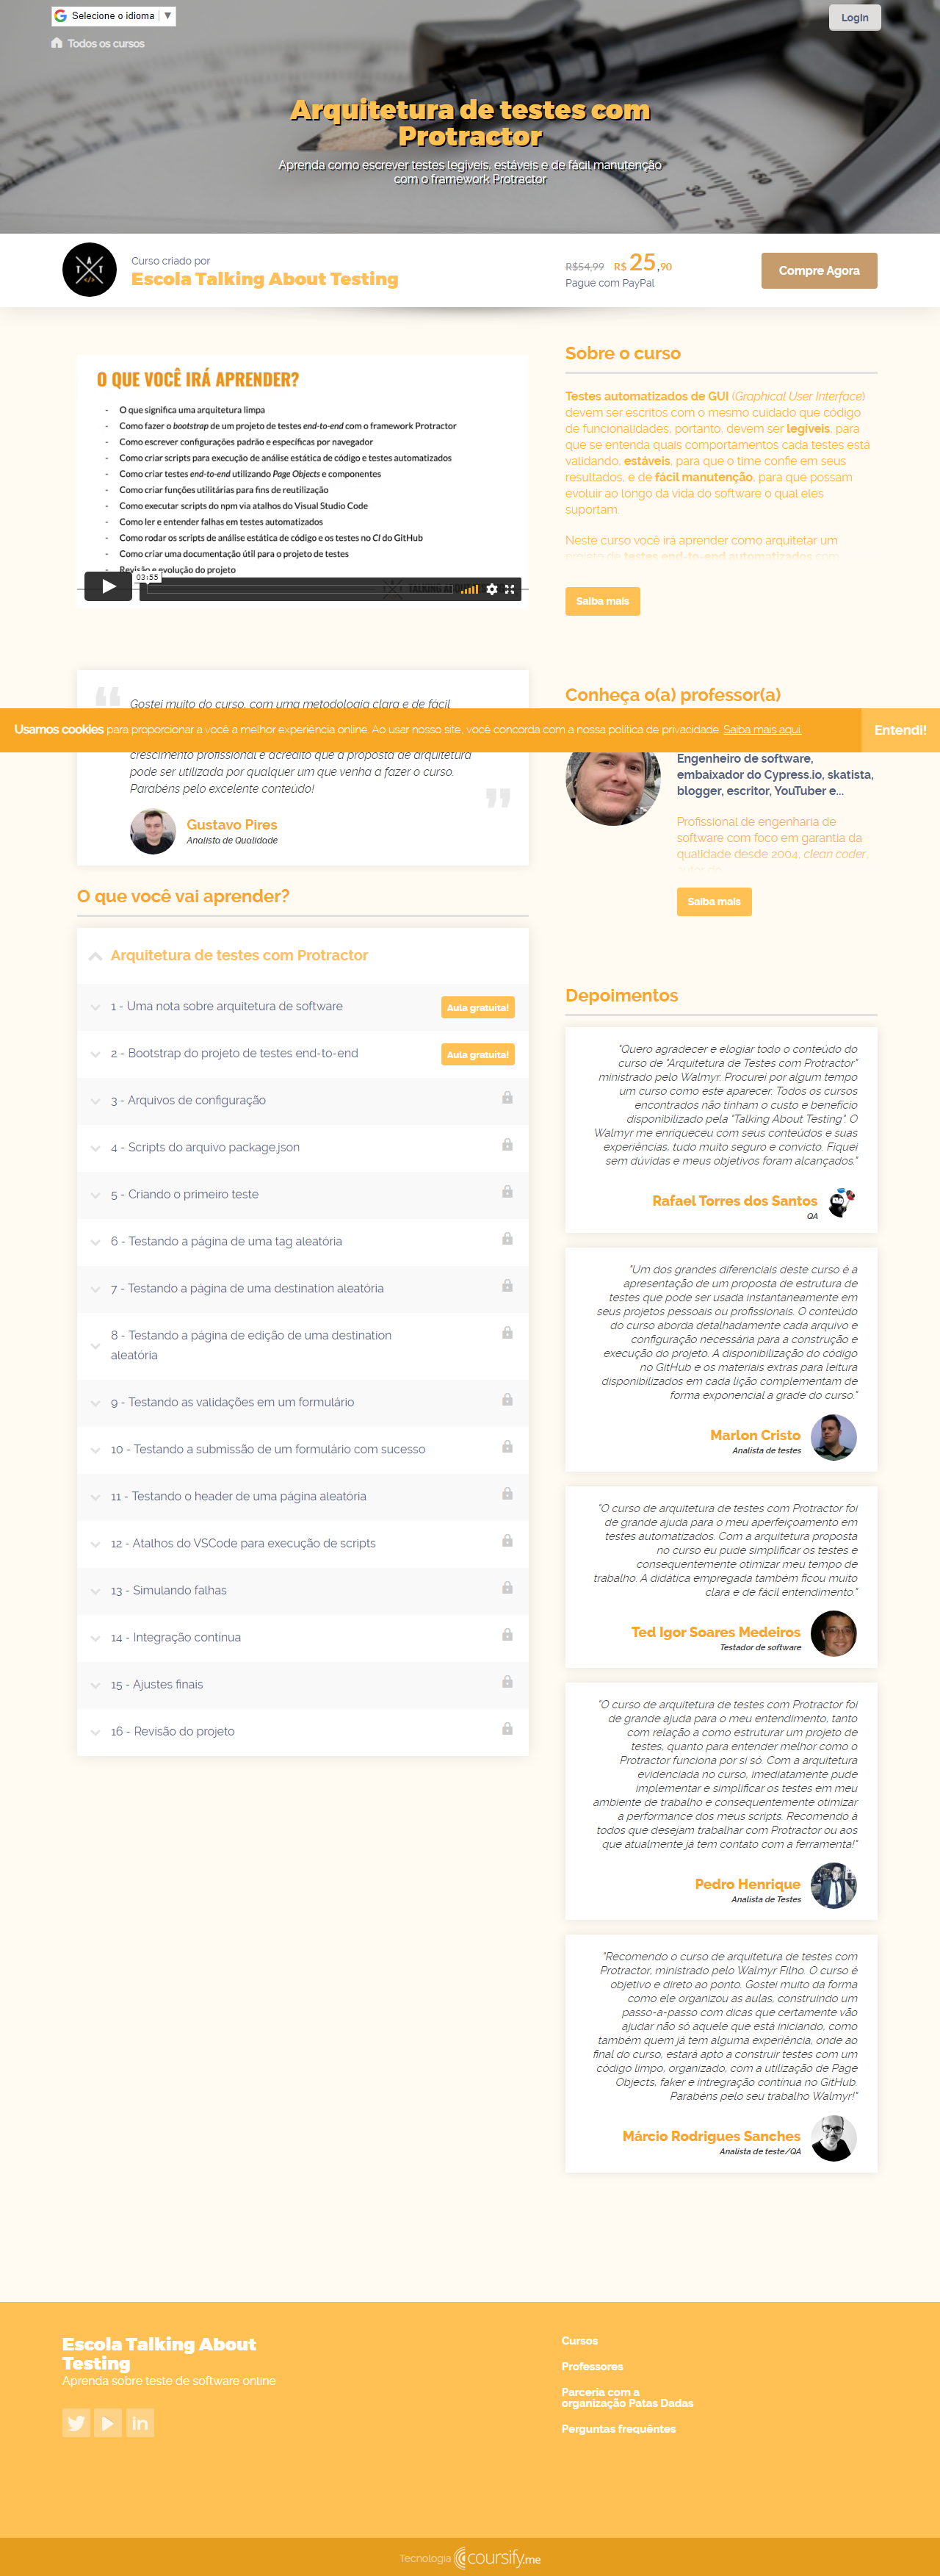 Selecione o idioma ▼
Login
Todos os cursos
Arquitetura de testes com
Protractor
Aprenda como escrever testes legíveis, estáveis e de fácil manutenção
com o framework Protractor
Curso criado por
Escola Talking About Testing
R$54,99 R$ 25,90
Pague com PayPal
Compre Agora
O QUE VOCÊ IRÁ APRENDER?
- O que significa uma arquitetura limpa
- Como fazer o bootstrap de um projeto de testes end-to-end com o framework Protractor
- Como escrever configurações padrão e específicas por navegador
- Como criar scripts para execução de análise estática de código e testes automatizados
- Como criar testes end-to-end utilizando Page Objects e componentes
- Como criar funções utilitárias para fins de reutilização
- Como executar scripts do npm via atalhos do Visual Studio Code
- Como ler e entender falhas em testes automatizados
- Como rodar os scripts de análise estática de código e os testes no CI do GitHub
- Como criar uma documentação útil para o projeto de testes
- Revisão e evolução do projeto
03:55
Sobre o curso
Testes automatizados de GUI (Graphical User Interface)
devem ser escritos com o mesmo cuidado que código
de funcionalidades, portanto, devem ser legíveis, para
que se entenda quais comportamentos cada testes está
validando, estáveis, para que o time confie em seus
resultados, e de fácil manutenção, para que possam
evoluir ao longo da vida do software o qual eles
suportam.
Neste curso você irá aprender como arquitetar um
projeto de testes end-to-end automatizados com
Saiba mais
Gostei muito do curso, com uma metodologia clara e de fácil
crescimento profissional e acredito que a proposta de arquitetura
pode ser utilizada por qualquer um que venha a fazer o curso.
Parabéns pelo excelente conteúdo!
Gustavo Pires
Analista de Qualidade
Conheça o(a) professor(a)
Usamos cookies para proporcionar a você a melhor experiência online. Ao usar nosso site, você concorda com a nossa política de privacidade. Saiba mais aqui.
Entendi!
Engenheiro de software,
embaixador do Cypress.io, skatista,
blogger, escritor, YouTube e...
Profissional de engenharia de
software com foco em garantia da
qualidade desde 2004, clean coder,
Saiba mais
O que você vai aprender?
Arquitetura de testes com Protractor
1 - Uma nota sobre arquitetura de software
Aula gratuita!
2 - Bootstrap do projeto de testes end-to-end
Aula gratuita!
3 - Arquivos de configuração
4 - Scripts do arquivo package.json
5 - Criando o primeiro teste
6 - Testando a página de uma tag aleatória
7 - Testando a página de uma destination aleatória
8 - Testando a página de edição de uma destination
aleatória
9 - Testando as validações em um formulário
10 - Testando a submissão de um formulário com sucesso
11 - Testando o header de uma página aleatória
12 - Atalhos do VSCode para execução de scripts
13 - Simulando falhas
14 - Integração contínua
15 - Ajustes finais
16 - Revisão do projeto
Depoimentos
"Quero agradecer e elogiar todo o conteúdo do
curso de "Arquitetura de Testes com Protractor"
ministrado pelo Walmyr. Procurei por algum tempo
um curso como este aparecer. Todos os cursos
encontrados não tinham o custo e benefício
disponibilizado pela "Talking About Testing". O
Walmyr me enriqueceu com seus conteúdos e suas
experiências, tudo muito seguro e convicto. Fiquei
sem dúvidas e meus objetivos foram alcançados."
Rafael Torres dos Santos
QA
"Um dos grandes diferenciais deste curso é a
apresentação de um proposta de estrutura de
testes que pode ser usada instantaneamente em
seus projetos pessoais ou profissionais. O conteúdo
do curso aborda detalhadamente cada arquivo e
configuração necessária para a construção e
execução do projeto. A disponibilização do código
no GitHub e os materiais extras para leitura
disponibilizados em cada lição complementam de
forma exponencial a grade do curso."
Marlon Cristo
Analista de testes
"O curso de arquitetura de testes com Protractor foi
de grande ajuda para o meu aperfeiçoamento em
testes automatizados. Com a arquitetura proposta
no curso eu pude simplificar os testes e
consequentemente otimizar meu tempo de
trabalho. A didática empregada também ficou muito
clara e de fácil entendimento."
Ted Igor Soares Medeiros
Testador de software
"O curso de arquitetura de testes com Protractor foi
de grande ajuda para o meu entendimento, tanto
com relação a como estruturar um projeto de
testes, quanto para entender melhor como o
Protractor funciona por si só. Com a arquitetura
evidenciada no curso, imediatamente pude
implementar e simplificar os testes em meu
ambiente de trabalho e consequentemente otimizar
a performance dos meus scripts. Recomendo à
todos que desejam trabalhar com Protractor ou aos
que atualmente já tem contato com a ferramenta!"
Pedro Henrique
Analista de Testes
"Recomendo o curso de arquitetura de testes com
Protractor, ministrado pelo Walmyr Filho. O curso é
objetivo e direto ao ponto. Gostei muito da forma
como ele organizou as aulas, construindo um
passo-a-passo com dicas que certamente vão
ajudar não só aquele que está iniciando, como
também quem já tem alguma experiência, onde ao
final do curso, estará apto a construir testes com um
código limpo, organizado, com a utilização de Page
Objects, faker e intregração contínua no GitHub.
Parabéns pelo seu trabalho Walmyr!"
Márcio Rodrigues Sanches
Analista de teste/QA
Escola Talking About
Testing
Aprenda sobre teste de software online
Cursos
Professores
Parceria com a
organização Patas Dadas
Perguntas frequêntes
Tecnologia coursify.me